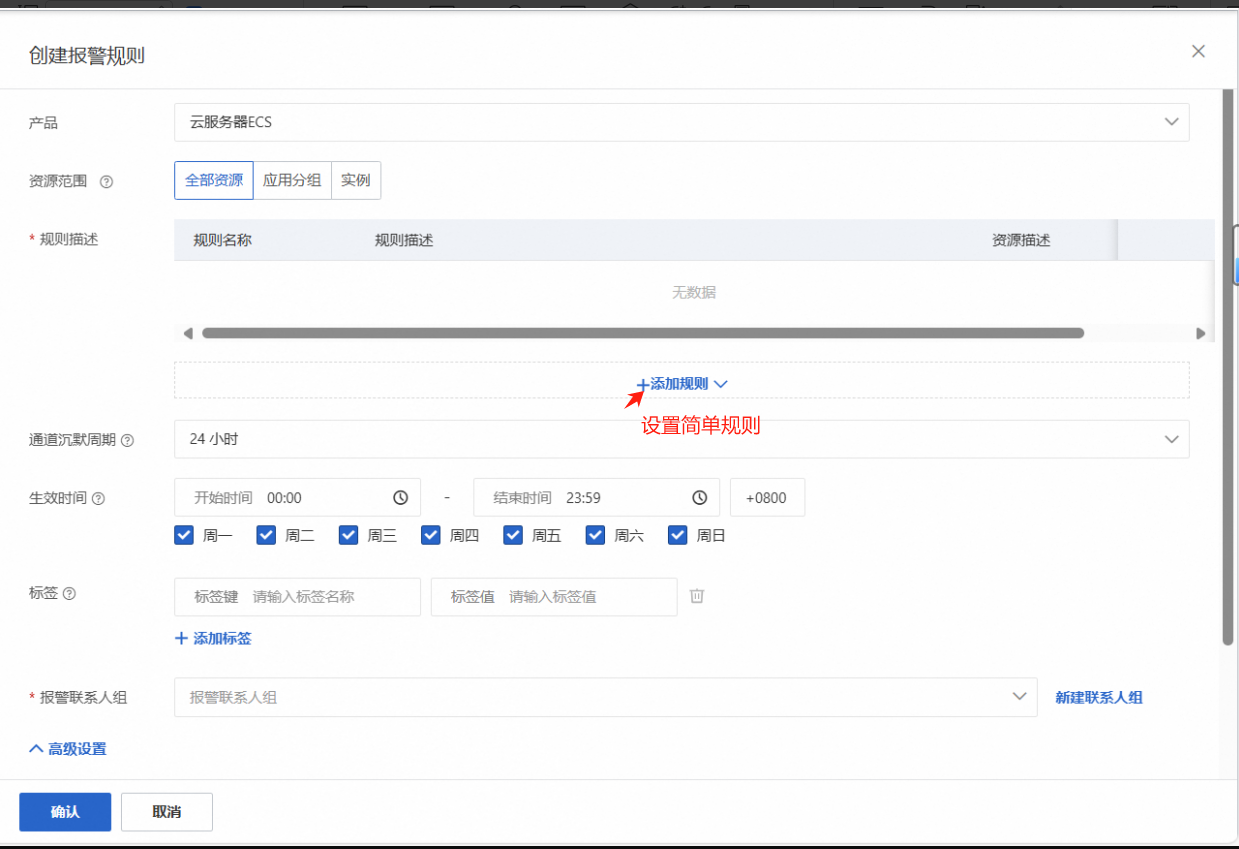 创建报警规则
产品 云服务器ECS
资源范围 全部资源 应用分组 实例
* 规则描述 规则名称 规则描述 资源描述
无数据
+添加规则
设置简单规则
通道沉默周期 24 小时
生效时间 开始时间 00:00 - 结束时间 23:59 +0800
周一 周二 周三 周四 周五 周六 周日
标签 标签键 请输入标签名称 标签值 请输入标签值
+ 添加标签
* 报警联系人组 报警联系人组 新建联系人组
高级设置
确认 取消